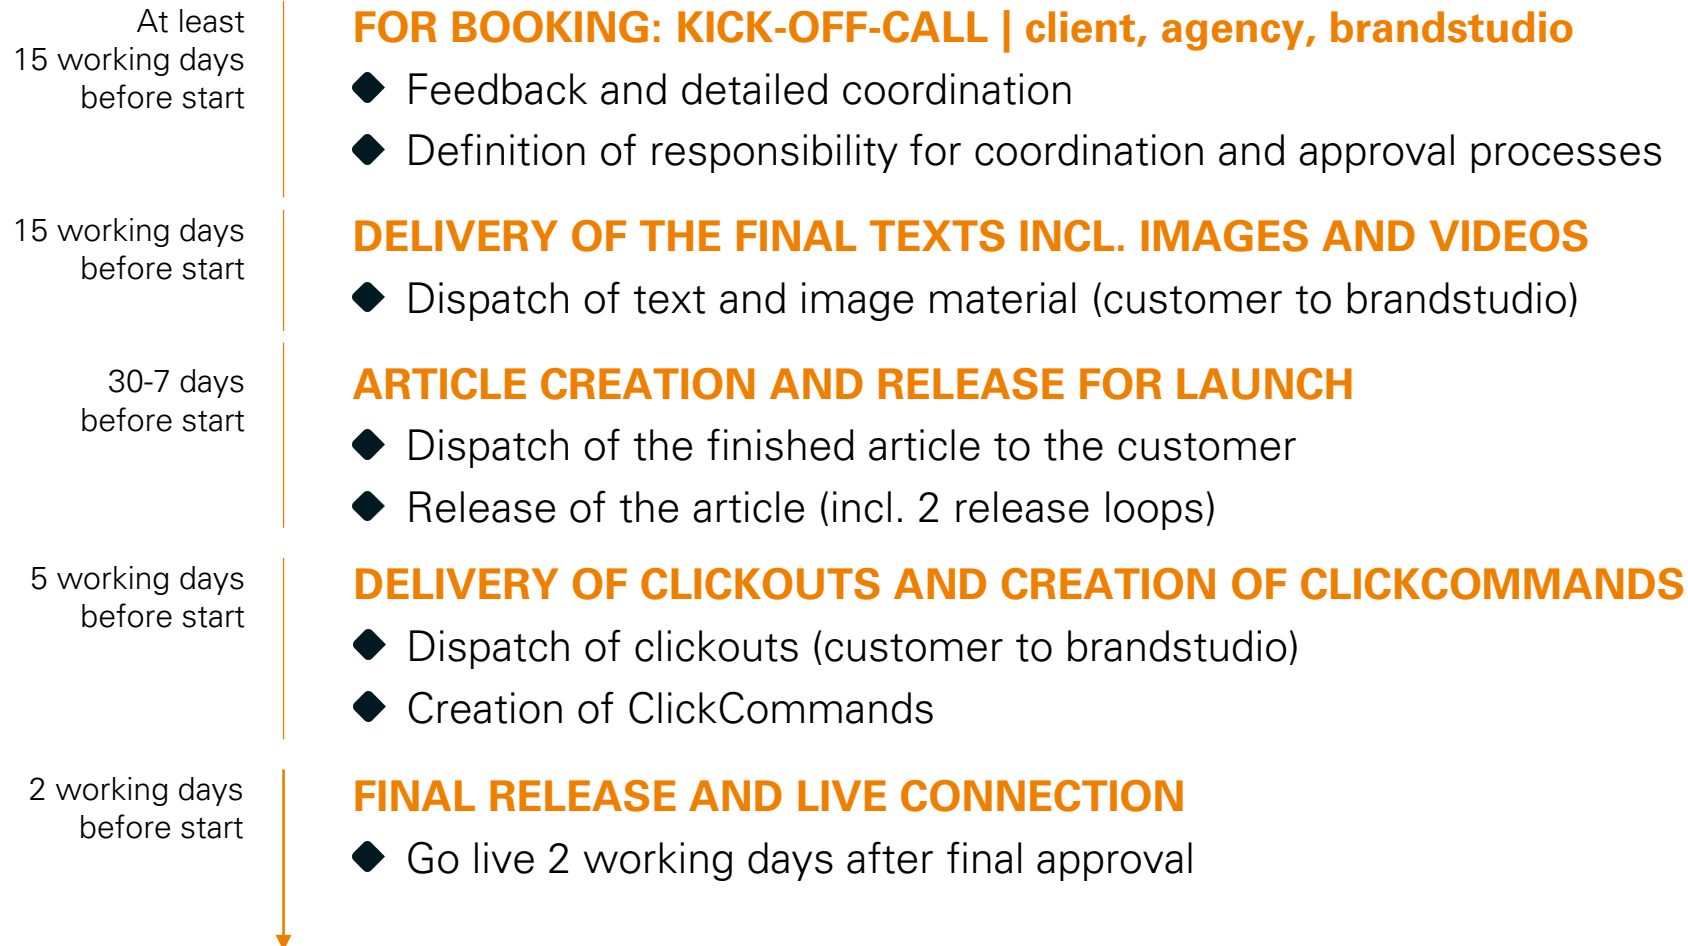 At least
15 working days
before start
FOR BOOKING: KICK-OFF-CALL | client, agency, brandstudio
Feedback and detailed coordination
Definition of responsibility for coordination and approval processes
15 working days
before start
DELIVERY OF THE FINAL TEXTS INCL. IMAGES AND VIDEOS
Dispatch of text and image material (customer to brandstudio)
30-7 days
before start
ARTICLE CREATION AND RELEASE FOR LAUNCH
Dispatch of the finished article to the customer
Release of the article (incl. 2 release loops)
5 working days
before start
DELIVERY OF CLICKOUTS AND CREATION OF CLICKCOMMANDS
Dispatch of clickouts (customer to brandstudio)
Creation of ClickCommands
2 working days
before start
FINAL RELEASE AND LIVE CONNECTION
Go live 2 working days after final approval